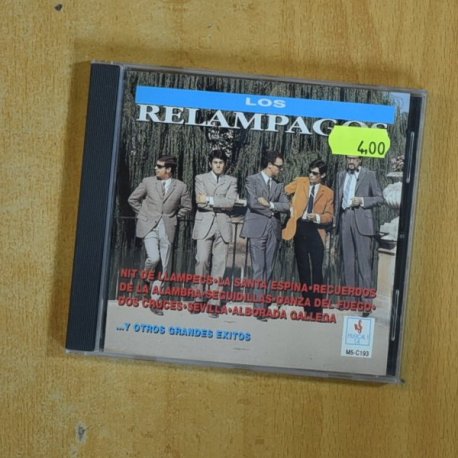 LOS
RELAMPAGOS
4,00
NIT DE LLAMPECS•LA SANTA ESPINA•RECUERDOS
DE LA ALAMBRA•SEGUIDILLAS•DANZA DEL FUEGO•
DOS CRUCES•SEVILLA•ALBORADA GALLEGA
...Y OTROS GRANDES EXITOS
MS-C193